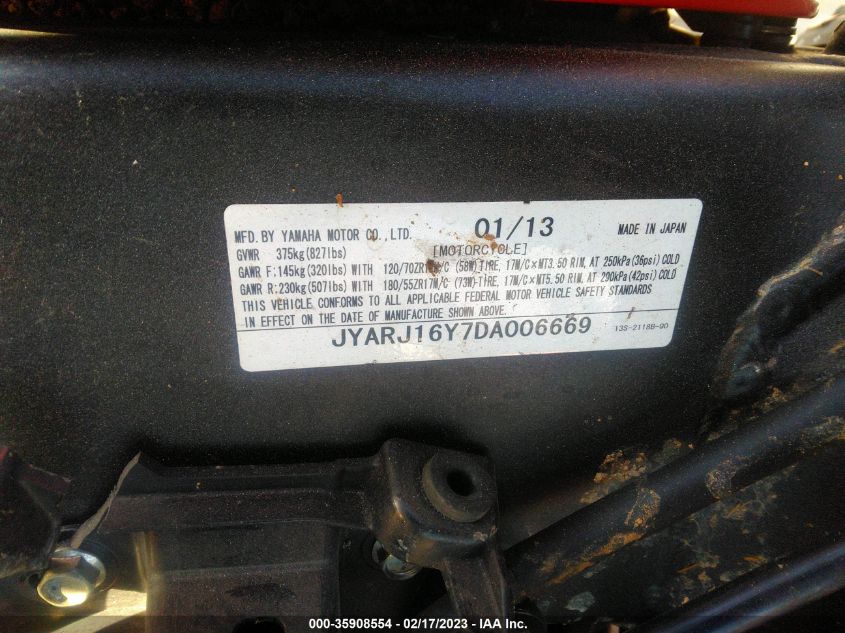 MFD. BY YAMAHA MOTOR CO., LTD. 01/13 MADE IN JAPAN
GVWR 375kg(827lbs) [MOTORCYCLE]
GAWR F:145kg(320lbs) WITH 120/70ZR17M/C (58W)TIRE, 17M/C×MT3.50 RIM, AT 250kPa(36psi) COLD
GAWR R:230kg(507lbs) WITH 180/55ZR17M/C (73W)TIRE, 17M/C×MT5.50 RIM, AT 290kPa(42psi) COLD
THIS VEHICLE CONFORMS TO ALL APPLICABLE FEDERAL MOTOR VEHICLE SAFETY STANDARDS
IN EFFECT ON THE DATE OF MANUFACTURE SHOWN ABOVE.
JYARJ16Y7DA006669 13S-2118B-90
000-35908554 - 02/17/2023 - IAA Inc.